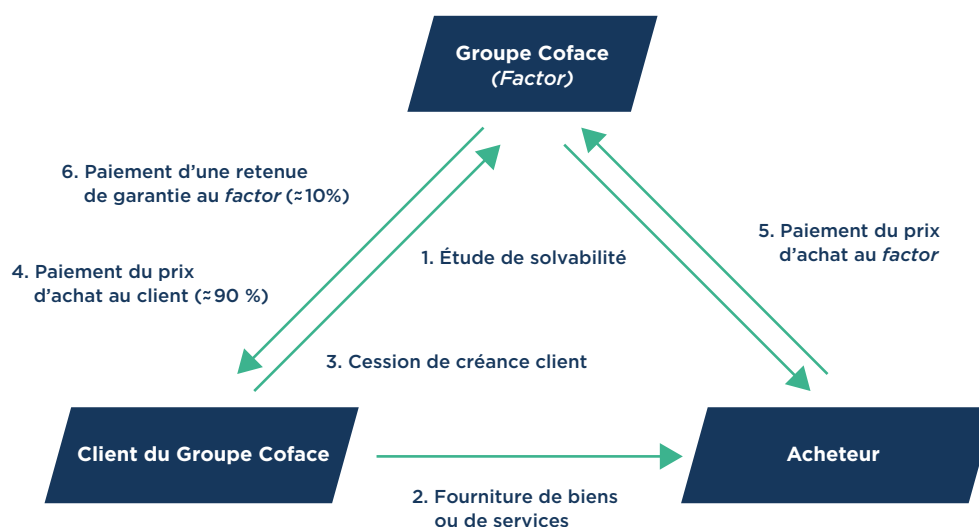 Groupe Coface
(Factor)
6. Paiement d’une retenue
de garantie au factor (≈10%)
5. Paiement du prix
d’achat au factor
1. Étude de solvabilité
4. Paiement du prix
d’achat au client (≈90 %)
3. Cession de créance client
Client du Groupe Coface
Acheteur
2. Fourniture de biens
ou de services